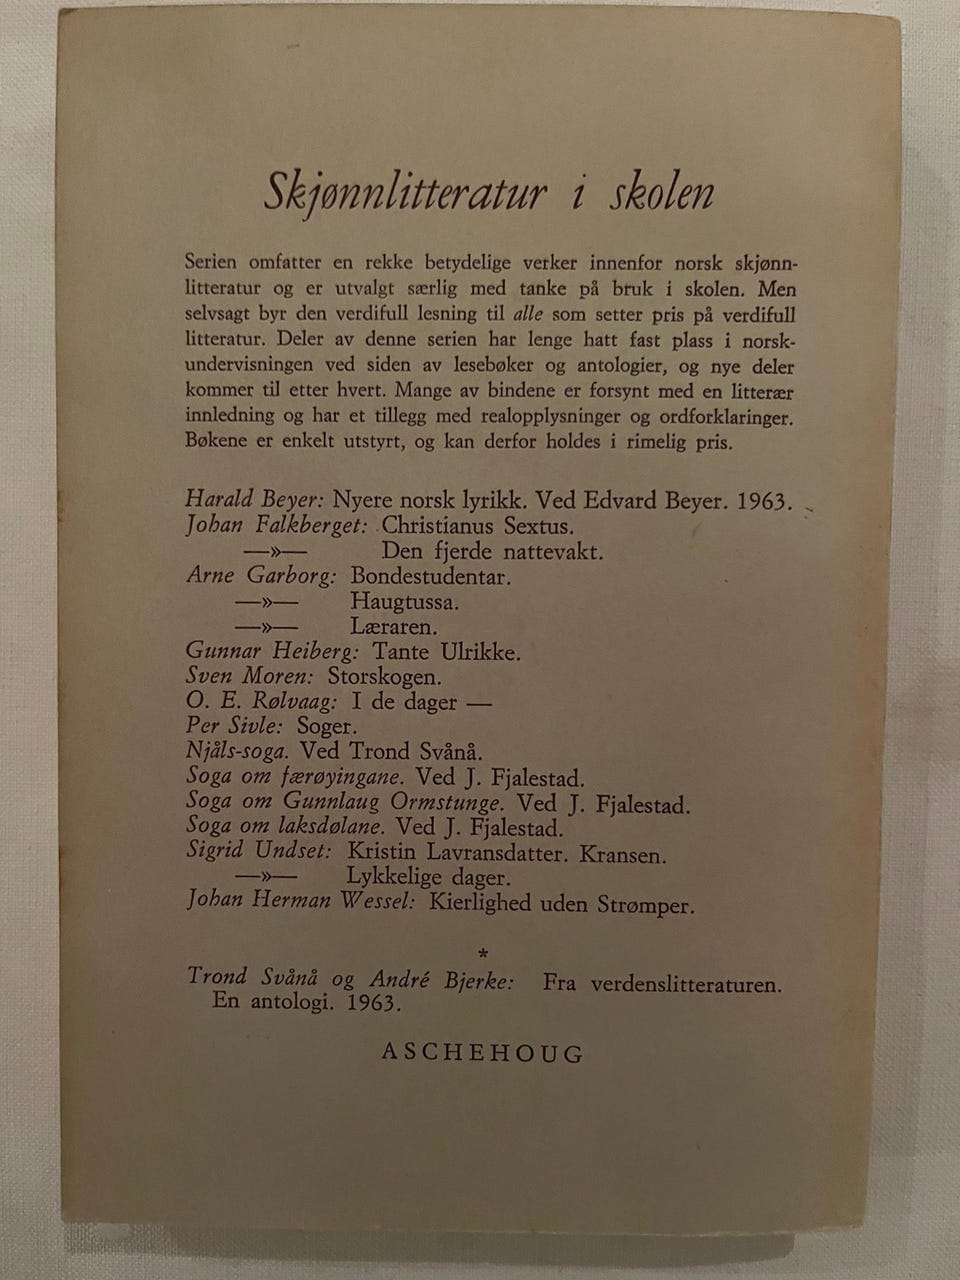 Skjønnlitteratur i skolen
Serien omfatter en rekke betydelige verker innenfor norsk skjønn-
litteratur og er utvalgt særlig med tanke på bruk i skolen. Men
selvsagt byr den verdifull lesning til alle som setter pris på verdifull
litteratur. Deler av denne serien har lenge hatt fast plass i norsk-
undervisningen ved siden av lesebøker og antologier, og nye deler
kommer til etter hvert. Mange av bindene er forsynt med en litterær
innledning og har et tillegg med realopplysninger og ordforklaringer.
Bøkene er enkelt utstyrt, og kan derfor holdes i rimelig pris.
Harald Beyer: Nyere norsk lyrikk. Ved Edvard Beyer. 1963.
Johan Falkberget: Christianus Sextus.
—»— Den fjerde nattevakt.
Arne Garborg: Bondestudentar.
—»— Haugtussa.
—»— Læraren.
Gunnar Heiberg: Tante Ulrikke.
Sven Moren: Storskogen.
O. E. Rølvaag: I de dager —
Per Sivle: Soger.
Njåls-soga. Ved Trond Svånå.
Soga om færøyingane. Ved J. Fjalestad.
Soga om Gunnlaug Ormstunge. Ved J. Fjalestad.
Soga om laksdølane. Ved J. Fjalestad.
Sigrid Undset: Kristin Lavransdatter. Kransen.
—»— Lykkelige dager.
Johan Herman Wessel: Kierlighed uden Strømper.
*
Trond Svånå og André Bjerke: Fra verdenslitteraturen.
En antologi. 1963.
ASCHEHOUG